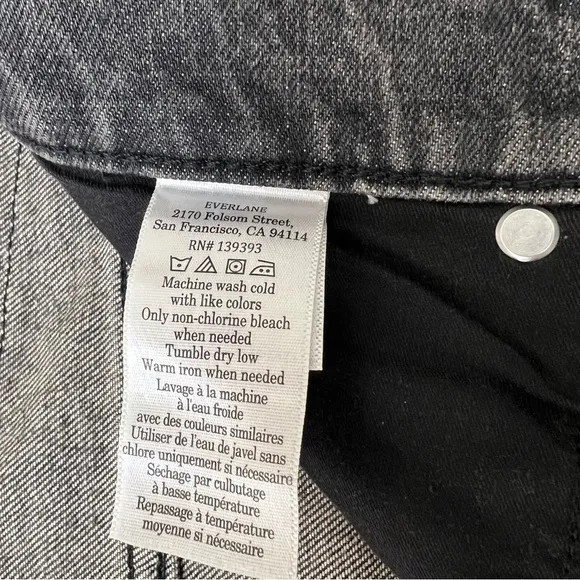 EVERLANE
2170 Folsom Street,
San Francisco, CA 94114
RN# 139393
Machine wash cold
with like colors
Only non-chlorine bleach
when needed
Tumble dry low
Warm iron when needed
Lavage à la machine
à l'eau froide
avec des couleurs similaires
Utiliser de l'eau de javel sans
chlore uniquement si nécessaire
Séchage par culbutage
à basse température
Repassage à température
moyenne si nécessaire